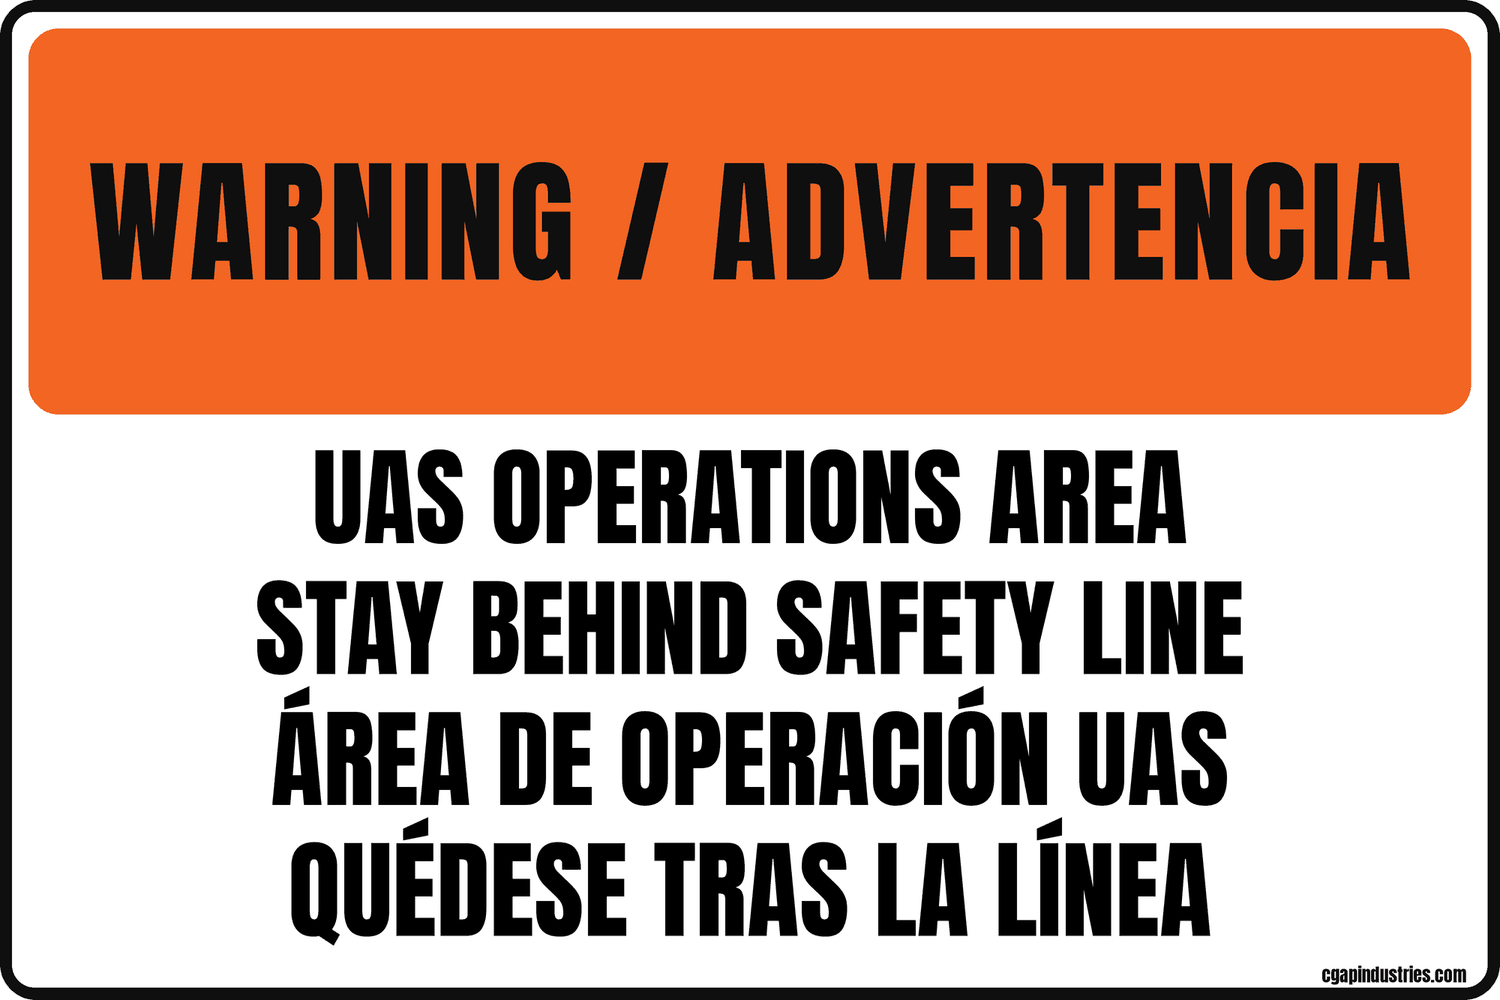 WARNING / ADVERTENCIA
UAS OPERATIONS AREA
STAY BEHIND SAFETY LINE
ÁREA DE OPERACIÓN UAS
QUÉDESE TRAS LA LÍNEA
cgapindustries.com